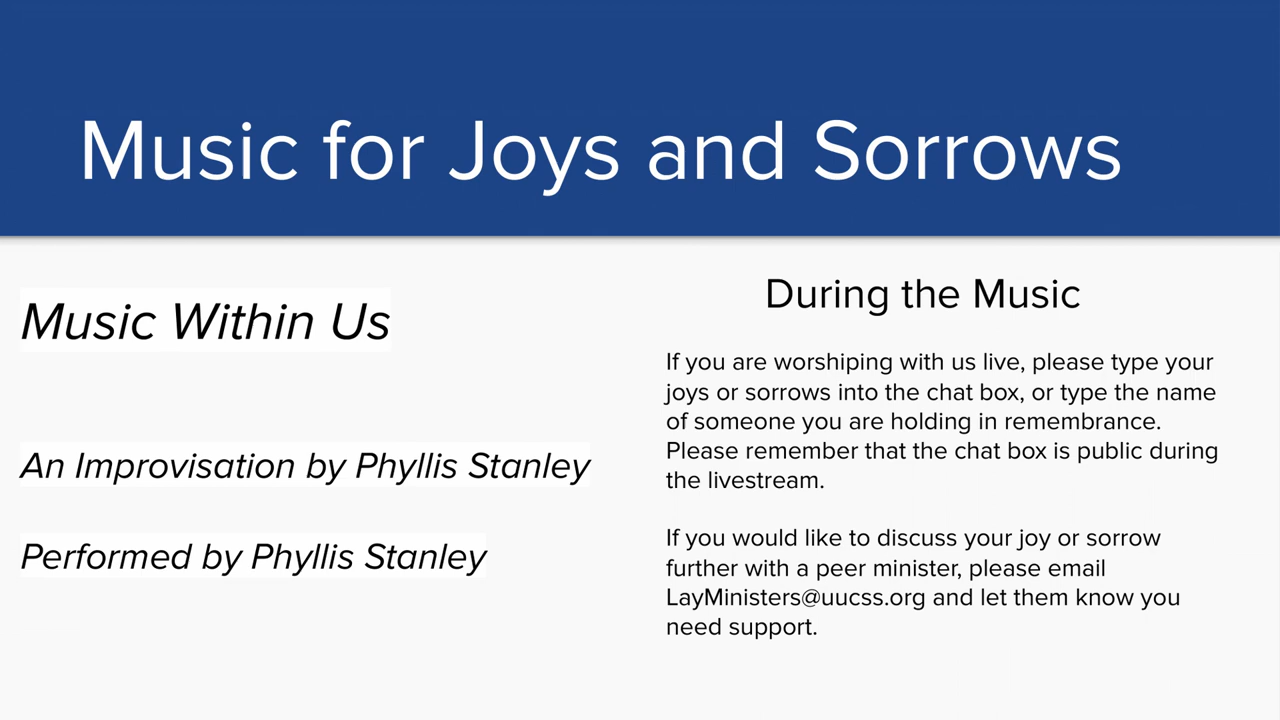 Music for Joys and Sorrows
Music Within Us
An Improvisation by Phyllis Stanley
Performed by Phyllis Stanley
During the Music
If you are worshiping with us live, please type your
joys or sorrows into the chat box, or type the name
of someone you are holding in remembrance.
Please remember that the chat box is public during
the livestream.
If you would like to discuss your joy or sorrow
further with a peer minister, please email
LayMinisters@uucss.org and let them know you
need support.